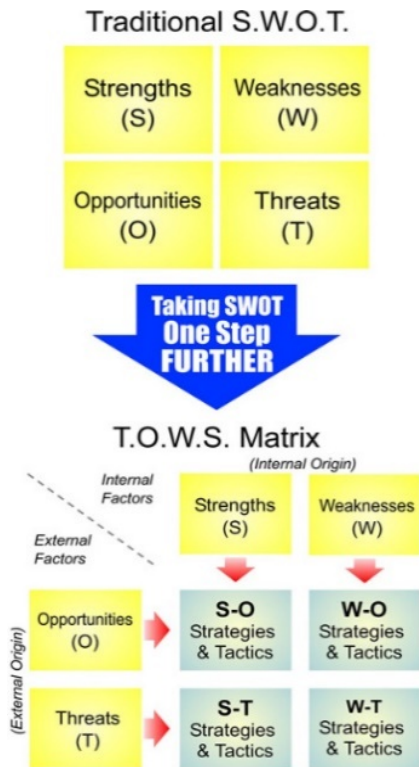 Traditional S.W.O.T.
Strengths
(S)
Weaknesses
(W)
Opportunities
(O)
Threats
(T)
Taking SWOT
One Step
FURTHER
T.O.W.S. Matrix
(Internal Origin)
Internal
Factors
External
Factors
Strengths
(S)
Weaknesses
(W)
(External Origin)
Opportunities
(O)
S-O
Strategies
& Tactics
W-O
Strategies
& Tactics
Threats
(T)
S-T
Strategies
& Tactics
W-T
Strategies
& Tactics